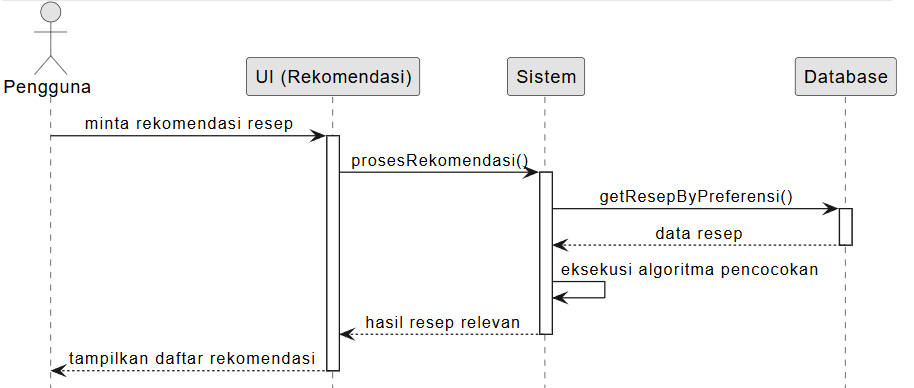 Pengguna
UI (Rekomendasi)
Sistem
Database
minta rekomendasi resep
prosesRekomendasi()
getResepByPreferensi()
data resep
eksekusi algoritma pencocokan
hasil resep relevan
tampilkan daftar rekomendasi